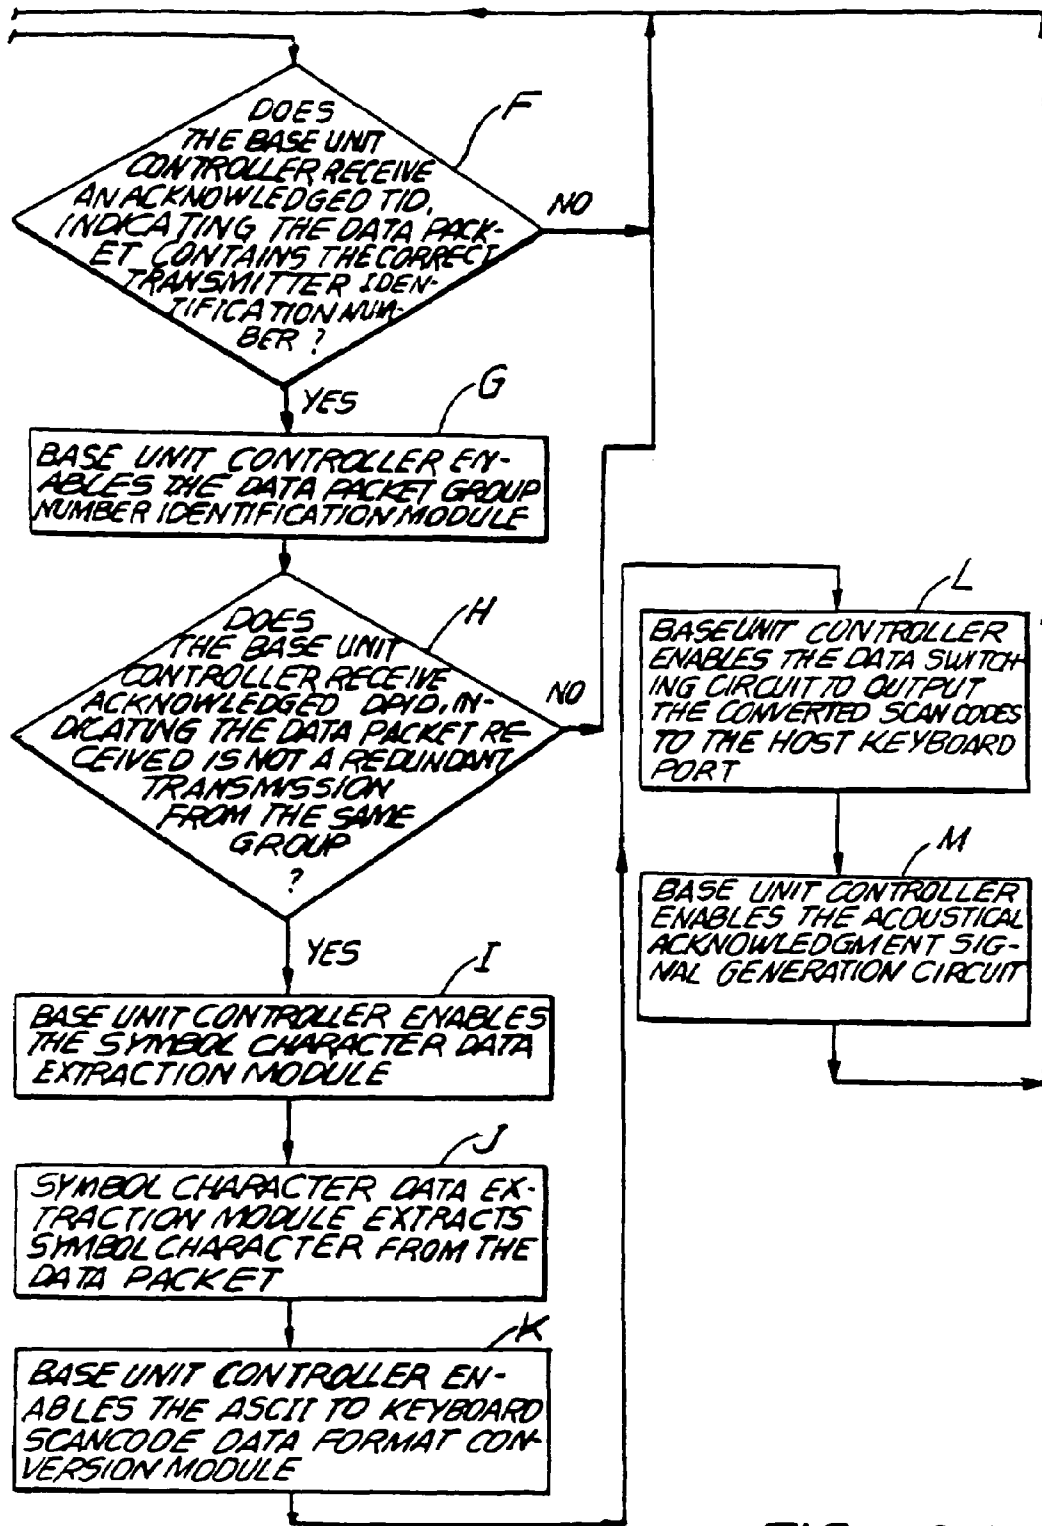 F
DOES
THE BASE UNIT
CONTROLLER RECEIVE
AN ACKNOWLEDGED TID,
INDICATING THE DATA PACK-
ET CONTAINS THE CORRECT
TRANSMITTER IDEN-
TIFICATION NUM-
BER ?
NO
YES
G
BASE UNIT CONTROLLER EN-
ABLES THE DATA PACKET GROUP
NUMBER IDENTIFICATION MODULE
H
DOES
THE BASE UNIT
CONTROLLER RECEIVE
ACKNOWLEDGED DPID, IN-
DICATING THE DATA PACKET RE-
CEIVED IS NOT A REDUNDANT
TRANSMISSION
FROM THE SAME
GROUP
?
NO
YES
I
BASE UNIT CONTROLLER ENABLES
THE SYMBOL CHARACTER DATA
EXTRACTION MODULE
J
SYMBOL CHARACTER DATA EX-
TRACTION MODULE EXTRACTS
SYMBOL CHARACTER FROM THE
DATA PACKET
K
BASE UNIT CONTROLLER EN-
ABLES THE ASCII TO KEYBOARD
SCANCODE DATA FORMAT CON-
VERSION MODULE
L
BASE UNIT CONTROLLER
ENABLES THE DATA SWITCH-
ING CIRCUIT TO OUTPUT
THE CONVERTED SCAN CODES
TO THE HOST KEYBOARD
PORT
M
BASE UNIT CONTROLLER
ENABLES THE ACOUSTICAL
ACKNOWLEDGMENT SIG-
NAL GENERATION CIRCUIT